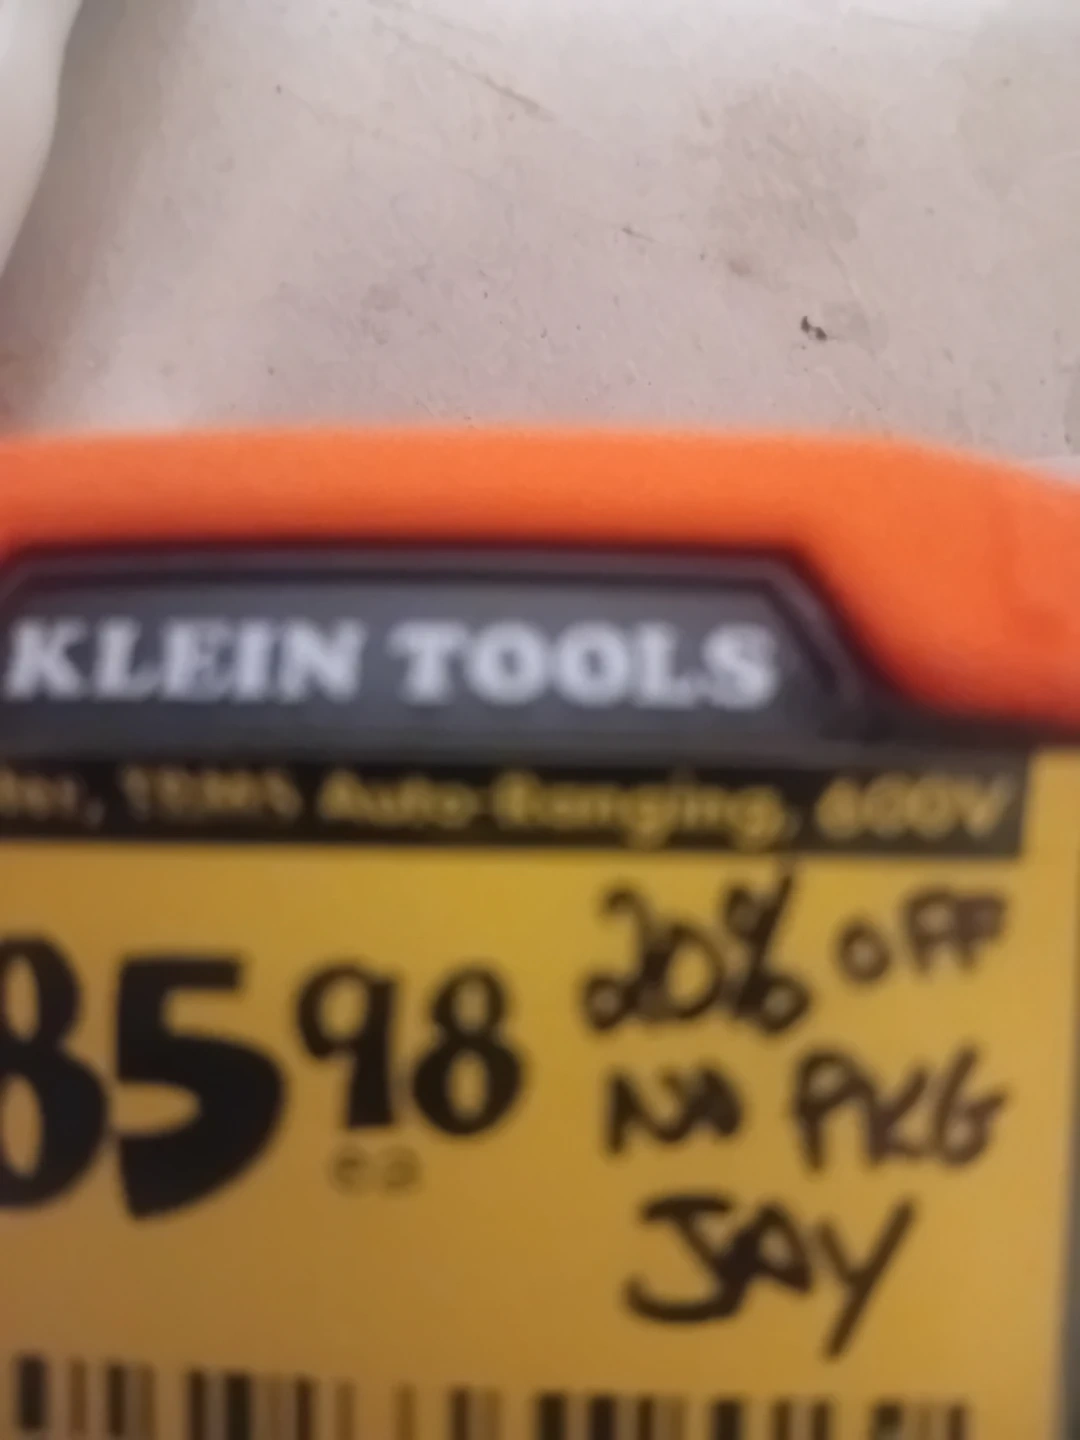 KLEIN TOOLS
Auto-Ranging, 600V
85 98
20% OFF
NO PKG
JAY